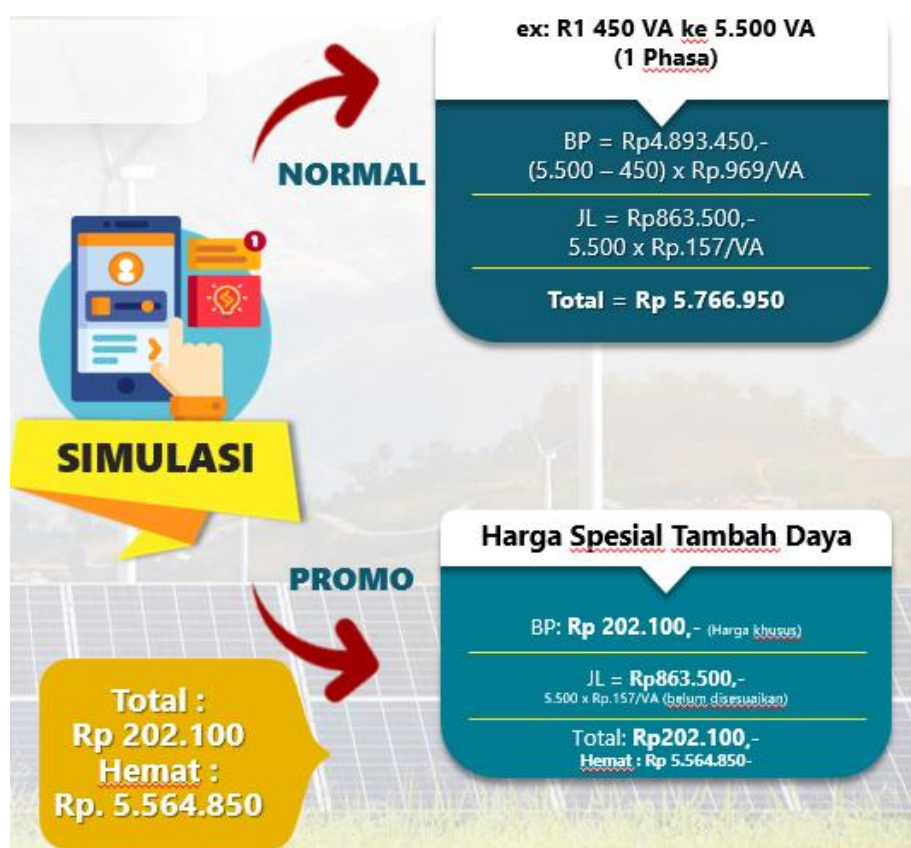 ex: R1 450 VA ke 5.500 VA
(1 Phasa)
NORMAL
BP = Rp4.893.450,-
(5.500 – 450) x Rp.969/VA
JL = Rp863.500,-
5.500 x Rp.157/VA
Total = Rp 5.766.950
1
SIMULASI
PROMO
Harga Spesial Tambah Daya
BP: Rp 202.100,- (Harga khusus)
JL = Rp863.500,-
5.500 x Rp.157/VA (belum disesuaikan)
Total: Rp202.100,-
Hemat : Rp 5.564.850-
Total :
Rp 202.100
Hemat :
Rp. 5.564.850